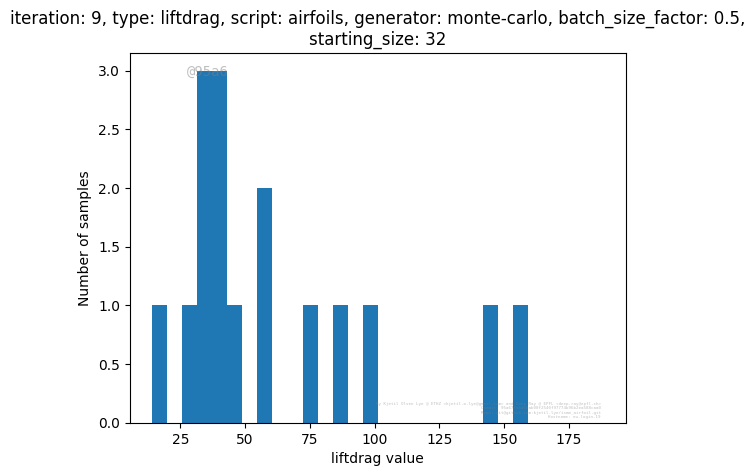 iteration: 9, type: liftdrag, script: airfoils, generator: monte-carlo, batch_size_factor: 0.5,
starting_size: 32
@95a6
3.0
2.5
2.0
1.5
1.0
0.5
0.0
Number of samples
25 50 75 100 125 150 175
liftdrag value